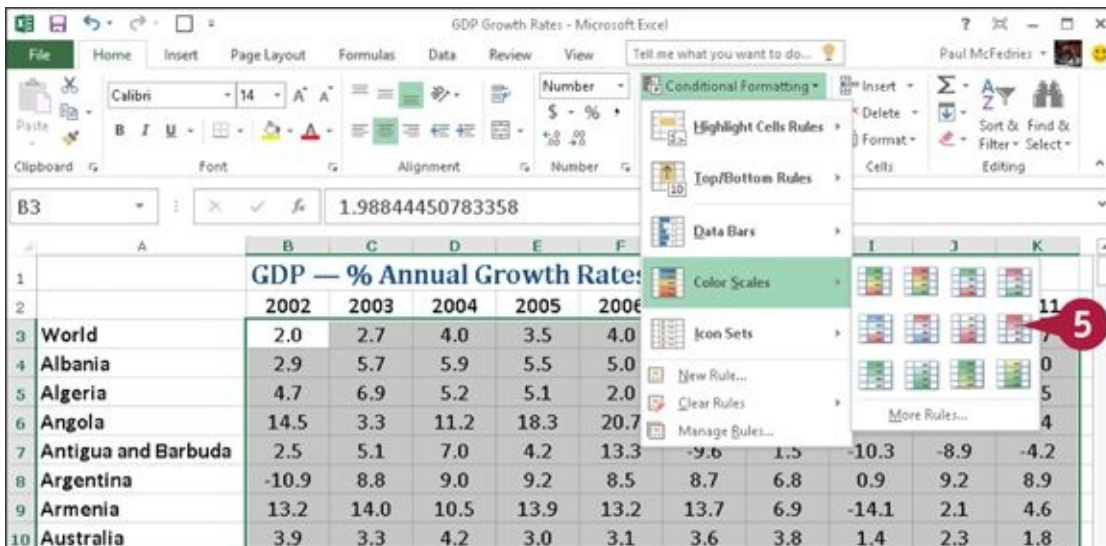 GDP Growth Rates - Microsoft Excel
File Home Insert Page Layout Formulas Data Review View Tell me what you want to do... Paul McFedries
Paste
Calibri 14
Number
Conditional Formatting
Insert
Delete
Format
Sort & Filter
Find & Select
Clipboard Font Alignment Number Cells Editing
B3 1.98844450783358
Highlight Cells Rules
Top/Bottom Rules
Data Bars
Color Scales
Icon Sets
New Rule...
Clear Rules
Manage Rules...
More Rules...
5
A B C D E F I J K
1 GDP — % Annual Growth Rates
2 2002 2003 2004 2005 2006 11
3 World 2.0 2.7 4.0 3.5 4.0
4 Albania 2.9 5.7 5.9 5.5 5.0 0
5 Algeria 4.7 6.9 5.2 5.1 2.0 5
6 Angola 14.5 3.3 11.2 18.3 20.7 4
7 Antigua and Barbuda 2.5 5.1 7.0 4.2 13.3 -9.6 1.5 -10.3 -8.9 -4.2
8 Argentina -10.9 8.8 9.0 9.2 8.5 8.7 6.8 0.9 9.2 8.9
9 Armenia 13.2 14.0 10.5 13.9 13.2 13.7 6.9 -14.1 2.1 4.6
10 Australia 3.9 3.3 4.2 3.0 3.1 3.6 3.8 1.4 2.3 1.8